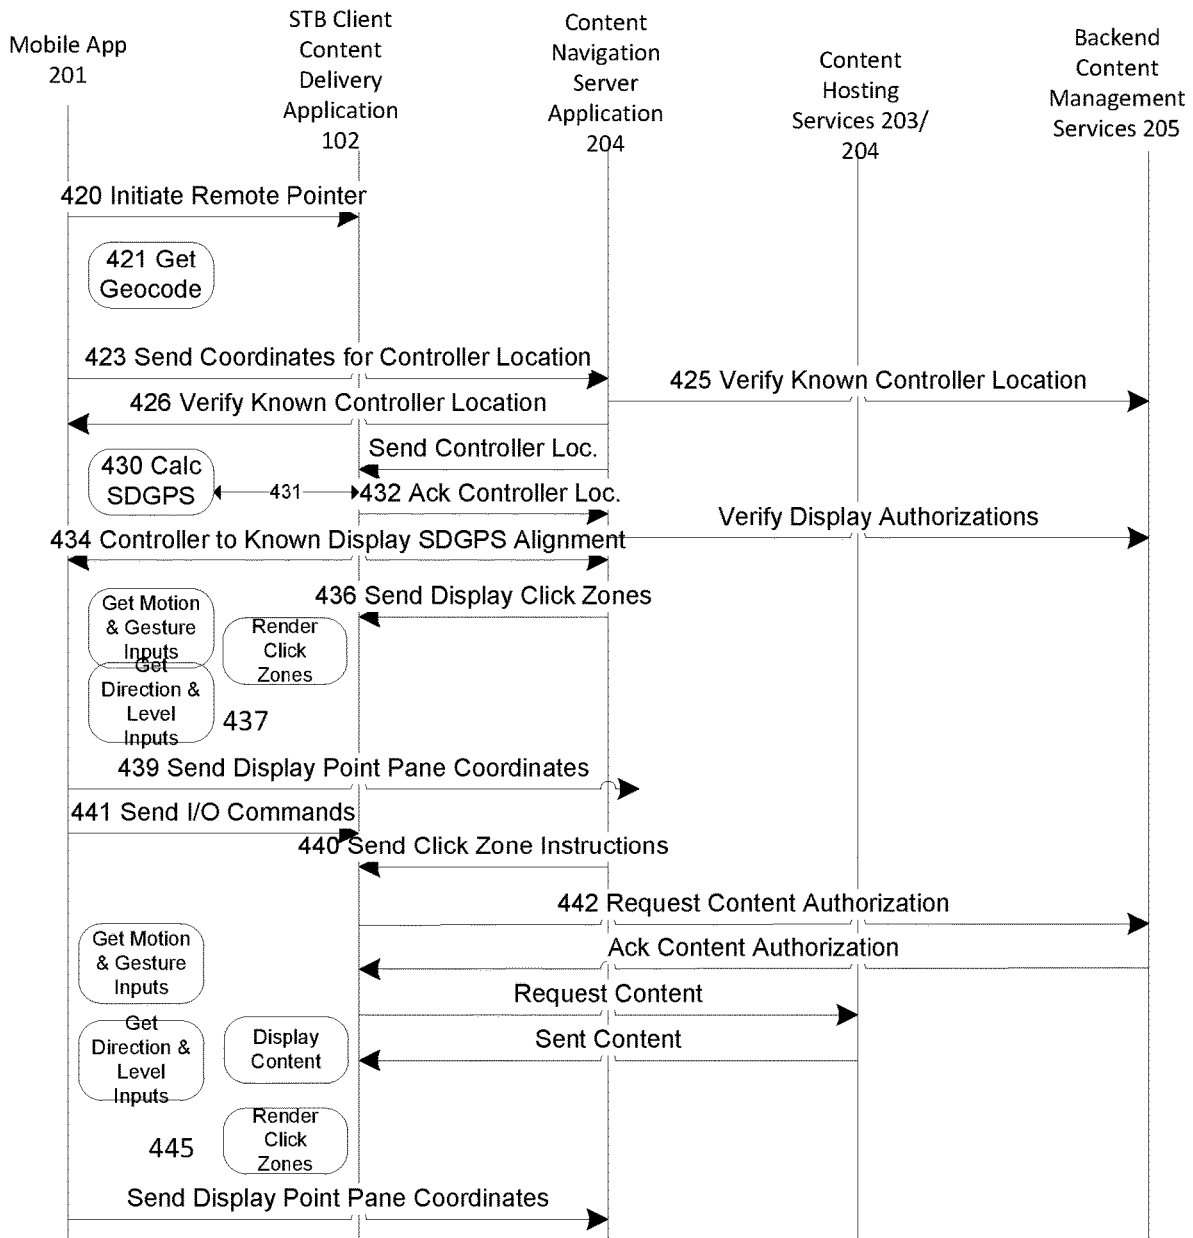 Mobile App
201
STB Client
Content
Delivery
Application
102
Content
Navigation
Server
Application
204
Content
Hosting
Services 203/
204
Backend
Content
Management
Services 205
420 Initiate Remote Pointer
421 Get
Geocode
423 Send Coordinates for Controller Location
425 Verify Known Controller Location
426 Verify Known Controller Location
Send Controller Loc.
430 Calc
SDGPS
431
432 Ack Controller Loc.
Verify Display Authorizations
434 Controller to Known Display SDGPS Alignment
436 Send Display Click Zones
Get Motion
& Gesture
Inputs
Render
Click
Zones
Get
Direction &
Level
Inputs
437
439 Send Display Point Pane Coordinates
441 Send I/O Commands
440 Send Click Zone Instructions
442 Request Content Authorization
Ack Content Authorization
Get Motion
& Gesture
Inputs
Request Content
Get
Direction &
Level
Inputs
Display
Content
Sent Content
Render
Click
Zones
445
Send Display Point Pane Coordinates